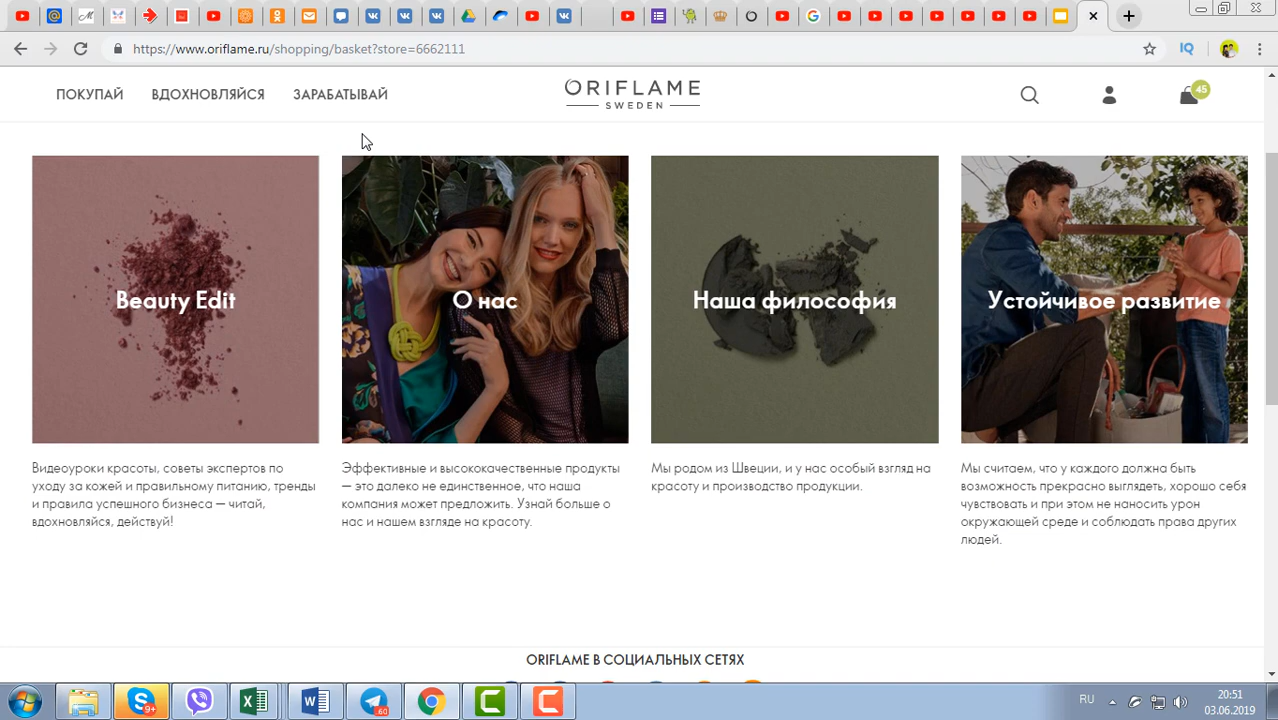 https://www.oriflame.ru/shopping/basket?store=6662111
ПОКУПАЙ ВДОХНОВЛЯЙСЯ ЗАРАБАТЫВАЙ
ORIFLAME
SWEDEN
45
Beauty Edit
О нас
Наша философия
Устойчивое развитие
Видеоуроки красоты, советы экспертов по
уходу за кожей и правильному питанию, тренды
и правила успешного бизнеса — читай,
вдохновляйся, действуй!
Эффективные и высококачественные продукты
— это далеко не единственное, что наша
компания может предложить. Узнай больше о
нас и нашем взгляде на красоту.
Мы родом из Швеции, и у нас особый взгляд на
красоту и производство продукции.
Мы считаем, что у каждого должна быть
возможность прекрасно выглядеть, хорошо себя
чувствовать и при этом не наносить урон
окружающей среде и соблюдать права других
людей.
ORIFLAME В СОЦИАЛЬНЫХ СЕТЯХ
9+
60
RU
20:51
03.06.2019